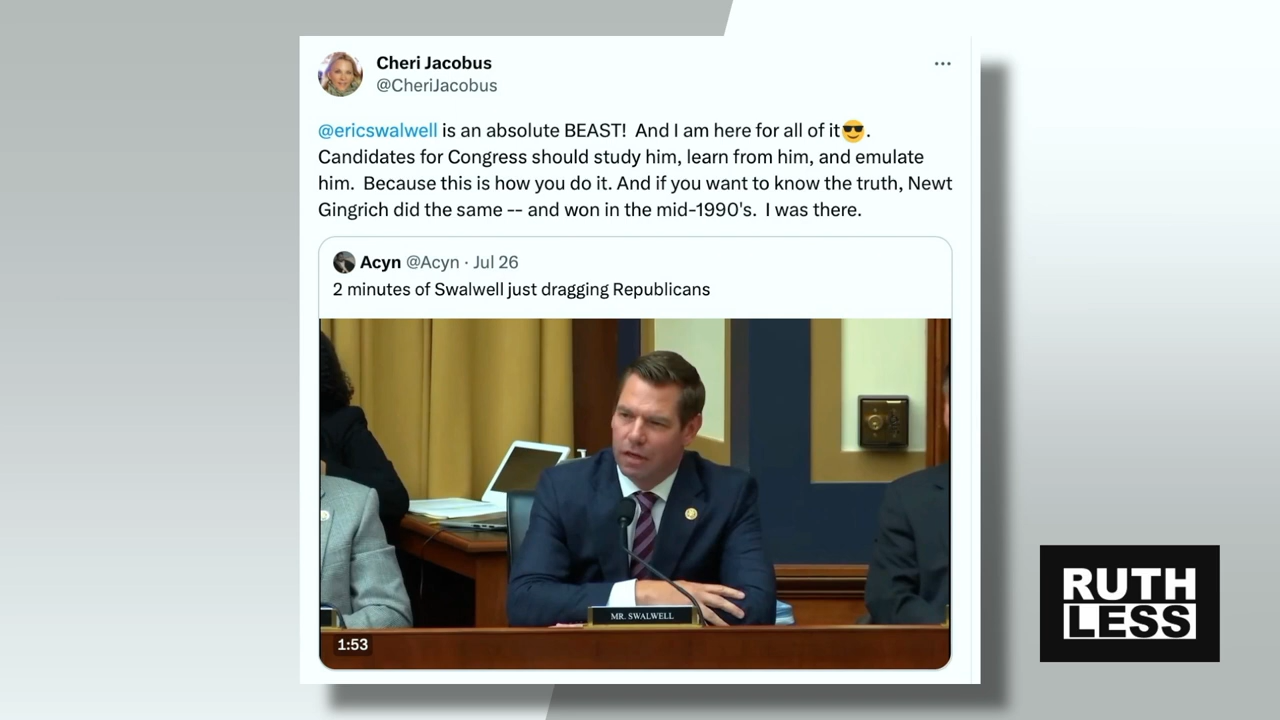 Cheri Jacobus
@CheriJacobus
@ericswalwell is an absolute BEAST!  And I am here for all of it😎.
Candidates for Congress should study him, learn from him, and emulate
him.  Because this is how you do it. And if you want to know the truth, Newt
Gingrich did the same -- and won in the mid-1990's.  I was there.
Acyn @Acyn · Jul 26
2 minutes of Swalwell just dragging Republicans
MR. SWALWELL
1:53
RUTH
LESS